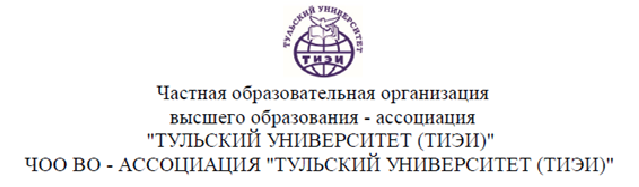 ТУЛЬСКИЙ УНИВЕРСИТЕТ
ТИЭИ
Частная образовательная организация
высшего образования - ассоциация
"ТУЛЬСКИЙ УНИВЕРСИТЕТ (ТИЭИ)"
ЧОО ВО - АССОЦИАЦИЯ "ТУЛЬСКИЙ УНИВЕРСИТЕТ (ТИЭИ)"